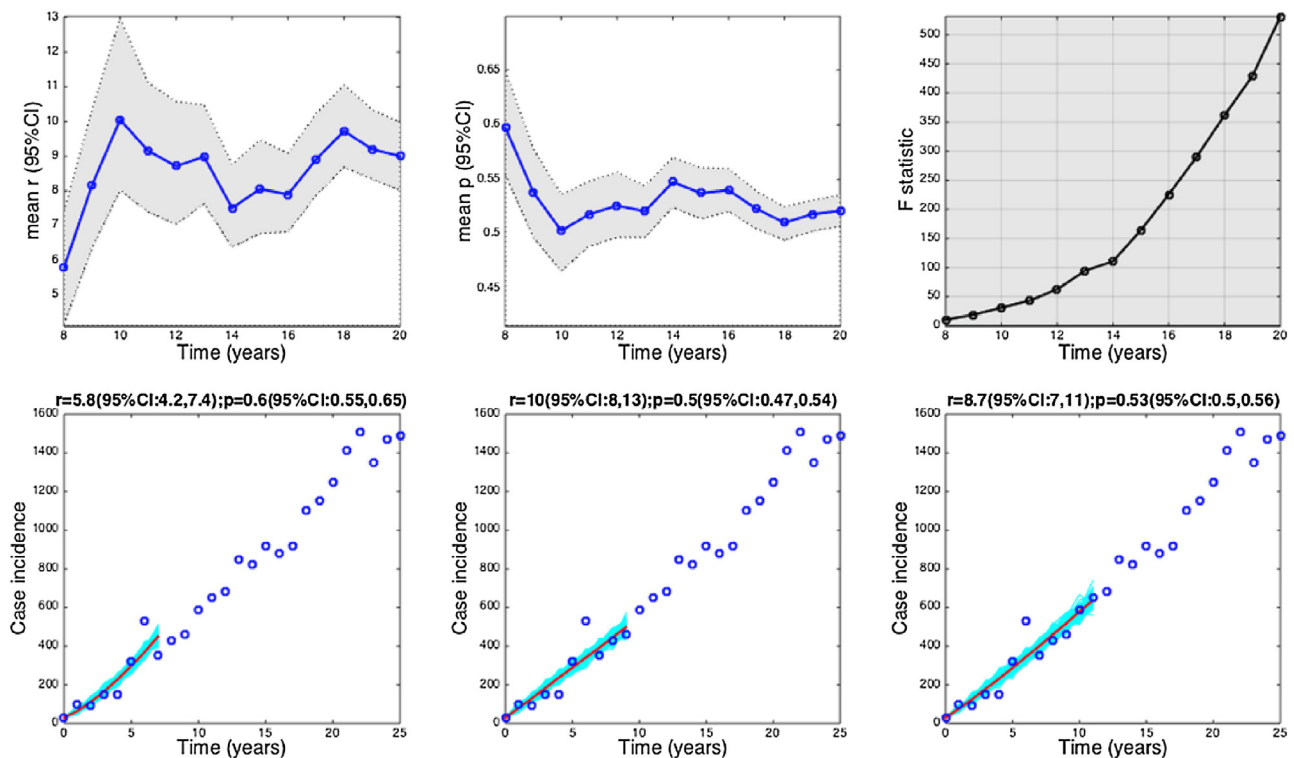 13
12
11
10
9
8
7
6
5
mean r (95%CI)
8 10 12 14 16 18 20
Time (years)
0.65
0.6
0.55
0.5
0.45
mean p (95%CI)
8 10 12 14 16 18 20
Time (years)
500
450
400
350
300
250
200
150
100
50
0
F statistic
8 10 12 14 16 18 20
Time (years)
r=5.8(95%CI:4.2,7.4);p=0.6(95%CI:0.55,0.65)
1600
1400
1200
1000
800
600
400
200
0
Case incidence
0 5 10 15 20 25
Time (years)
r=10(95%CI:8,13);p=0.5(95%CI:0.47,0.54)
1600
1400
1200
1000
800
600
400
200
0
Case incidence
0 5 10 15 20 25
Time (years)
r=8.7(95%CI:7,11);p=0.53(95%CI:0.5,0.56)
1600
1400
1200
1000
800
600
400
200
0
Case incidence
0 5 10 15 20 25
Time (years)